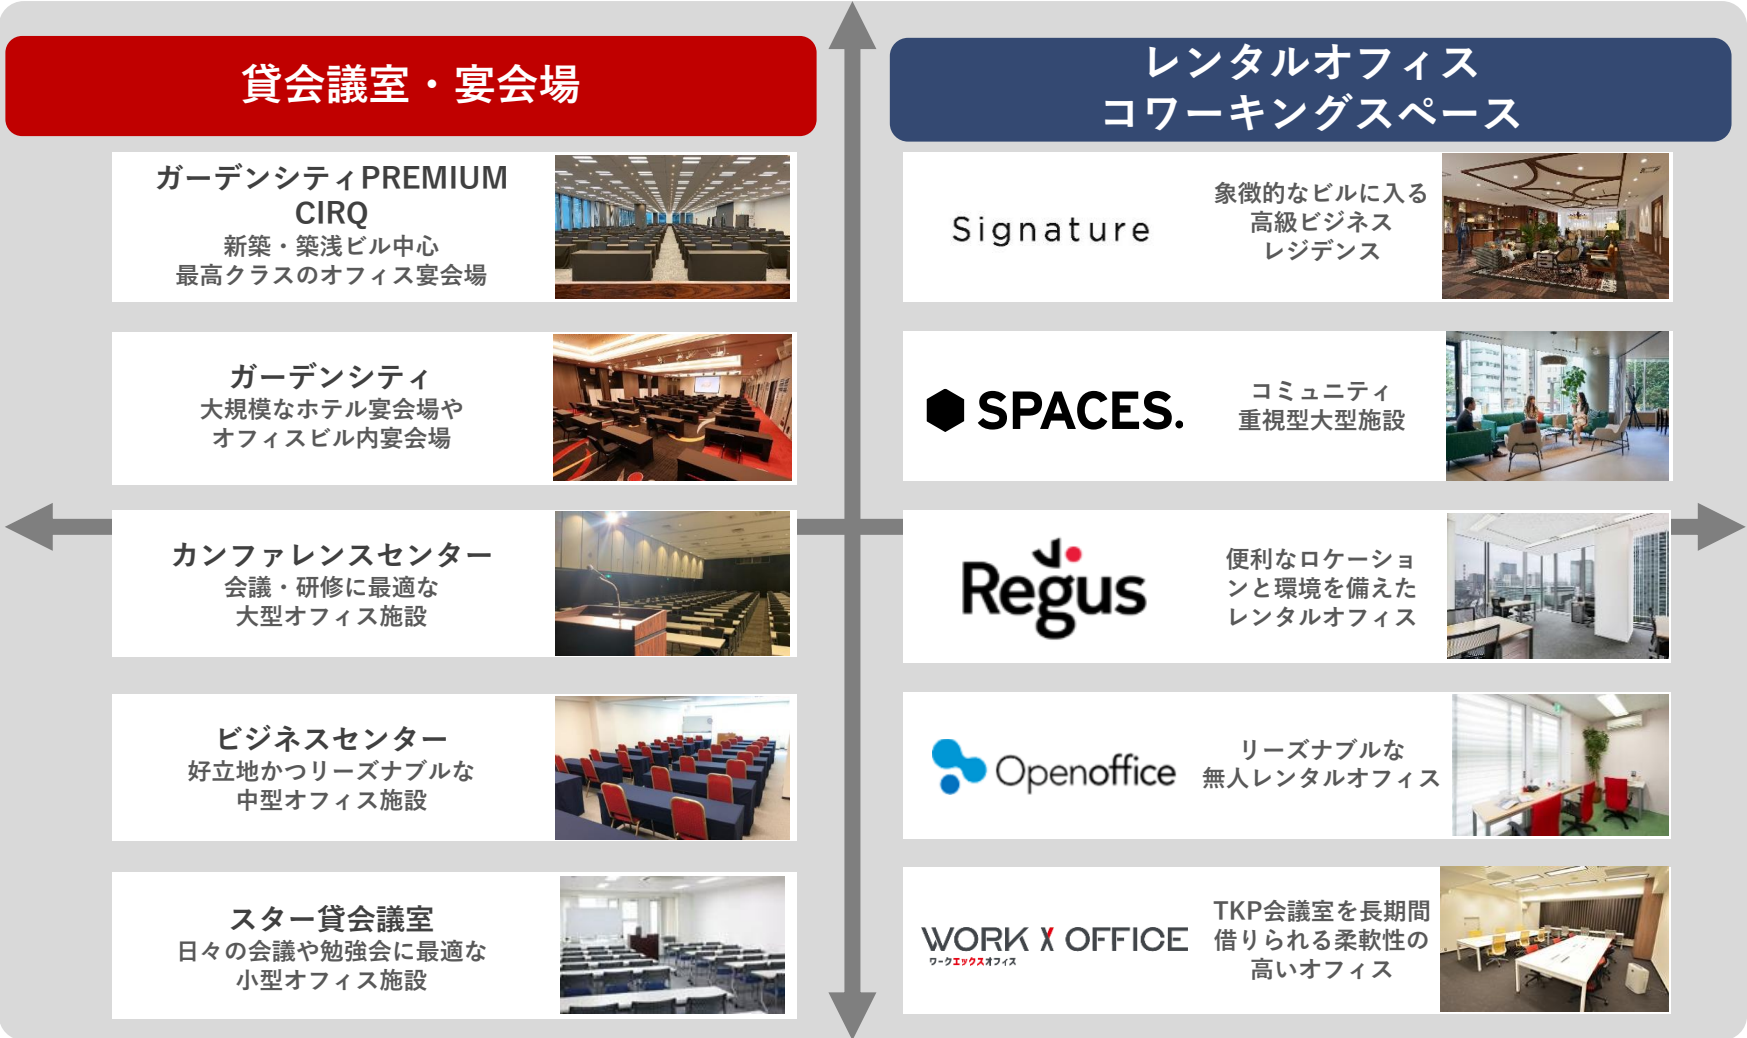 貸会議室・宴会場
ガーデンシティPREMIUM
CIRQ
新築・築浅ビル中心
最高クラスのオフィス宴会場
ガーデンシティ
大規模なホテル宴会場や
オフィスビル内宴会場
カンファレンスセンター
会議・研修に最適な
大型オフィス施設
ビジネスセンター
好立地かつリーズナブルな
中型オフィス施設
スター貸会議室
日々の会議や勉強会に最適な
小型オフィス施設
レンタルオフィス
コワーキングスペース
Signature
象徴的なビルに入る
高級ビジネス
レジデンス
SPACES.
コミュニティ
重視型大型施設
Regus
便利なロケーショ
ンと環境を備えた
レンタルオフィス
Openoffice
リーズナブルな
無人レンタルオフィス
WORK X OFFICE
ワークエックスオフィス
TKP会議室を長期間
借りられる柔軟性の
高いオフィス